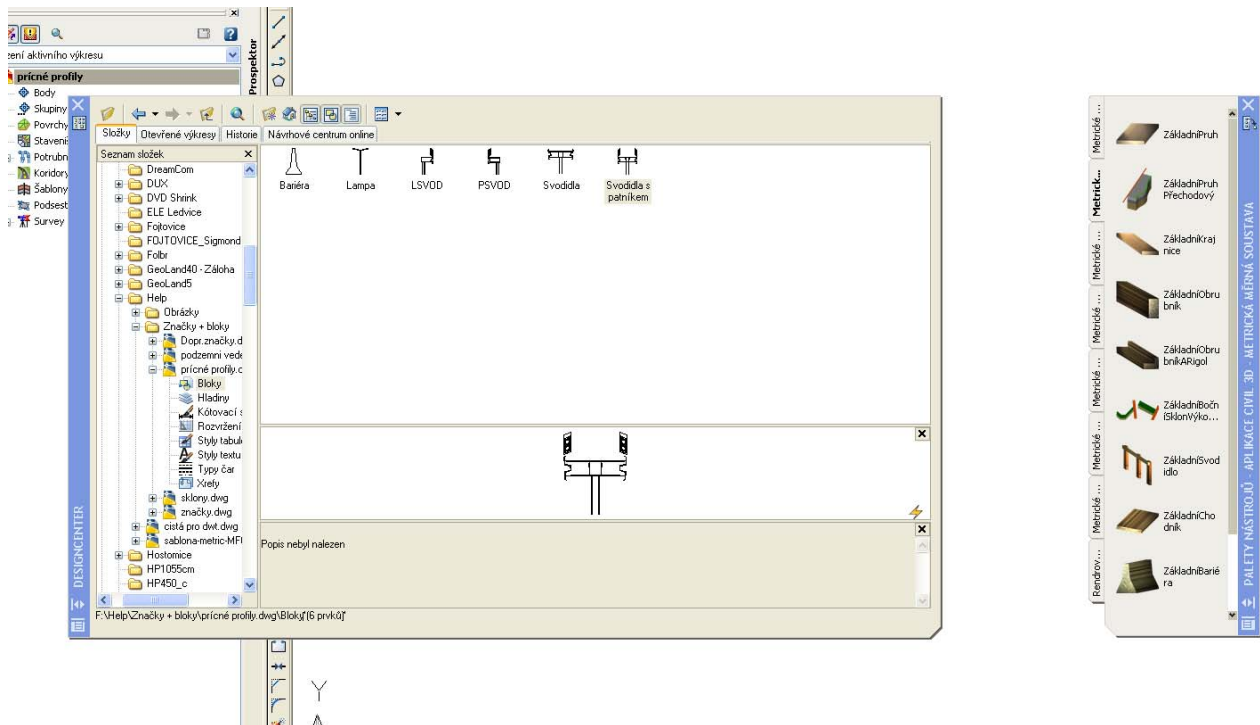 zení aktivního výkresu
Prospektor
prícné profily
Body
Skupiny
Povrchy
Staveni
Potrubn
Koridory
Šablony
Podsest
Survey
DESIGNCENTER
Složky
Otevřené výkresy
Historie
Návrhové centrum online
Seznam složek
DreamCom
DUX
DVD Shrink
ELE Ledvice
Fojtovice
FOJTOVICE_Sigmond
Folbr
GeoLand40 - Záloha
GeoLand5
Help
Obrázky
Značky + bloky
Dopr.značky.d
podzemni vede
prícné profily.c
Bloky
Hladiny
Kótovací s
Rozvržení
Styly tabule
Styly textu
Typy čar
Xrefy
sklony.dwg
značky.dwg
cistá pro dwt.dwg
sablona-metric-MF
Hostomice
HP1055cm
HP450_c
Bariéra
Lampa
LSVOD
PSVOD
Svodidla
Svodidla s
patníkem
Popis nebyl nalezen
F:\Help\Značky + bloky\prícné profily.dwg\Bloky (6 prvků)
Metrické ...
Metrick...
Metrické ...
Metrické ...
Metrické ...
Metrické ...
Metrické ...
Rendrov...
ZákladníPruh
ZákladníPruh
Přechodový
ZákladníKraj
nice
ZákladníObru
bník
ZákladníObru
bníkARigol
ZákladníBočn
íSklonVýko...
ZákladníSvod
idlo
ZákladníCho
dník
ZákladníBarié
ra
PALETY NÁSTROJŮ - APLIKACE CIVIL 3D - METRICKÁ MĚRNÁ SOUSTAVA